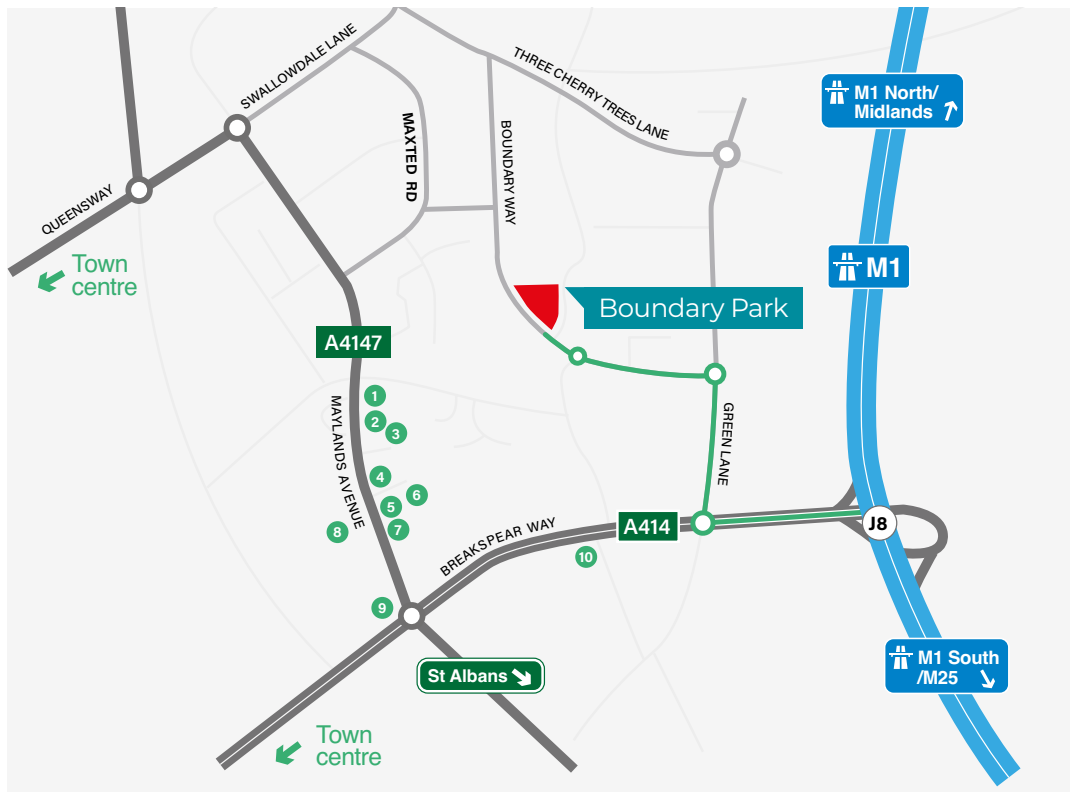 SWALLOWDALE LANE
THREE CHERRY TREES LANE
M1 North/
Midlands
MAXTED RD
BOUNDARY WAY
QUEENSWAY
Town
centre
M1
Boundary Park
A4147
MAYLANDS AVENUE
1
2
3
4
5
6
7
8
GREEN LANE
BREAKSPEAR WAY
A414
J8
10
9
St Albans
M1 South
/M25
Town
centre